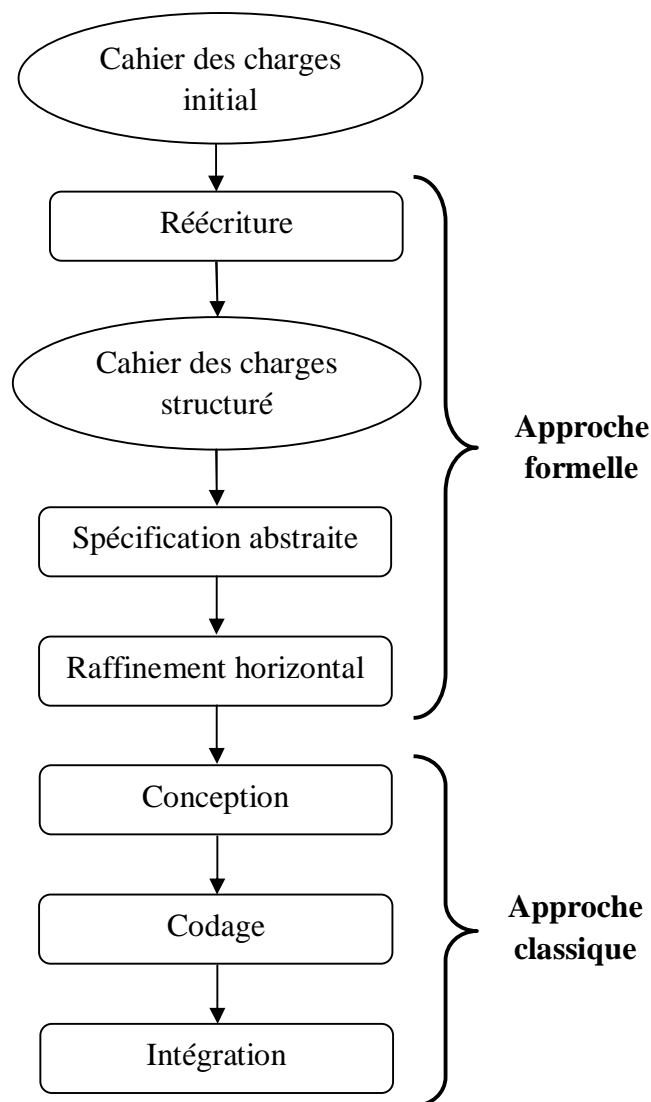 Cahier des charges
initial
Réécriture
Cahier des charges
structuré
Approche
formelle
Spécification abstraite
Raffinement horizontal
Conception
Codage
Approche
classique
Intégration